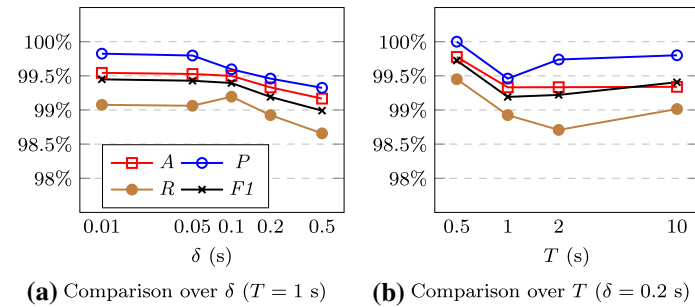 100%
99.5%
99%
98.5%
98%
A P
R F1
0.01 0.05 0.1 0.2 0.5
δ (s)
(a) Comparison over δ (T = 1 s)
100%
99.5%
99%
98.5%
98%
0.5 1 2 10
T (s)
(b) Comparison over T (δ = 0.2 s)